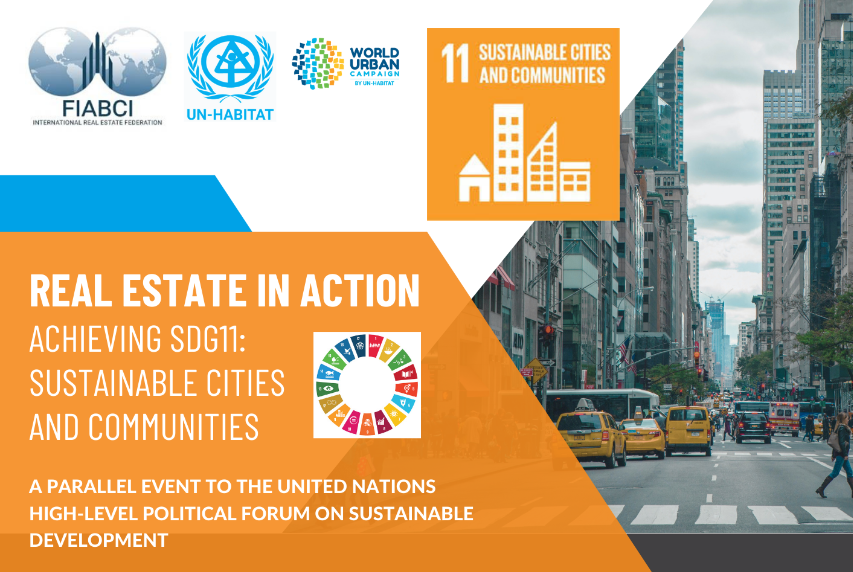 FIABCI
INTERNATIONAL REAL ESTATE FEDERATION
UN-HABITAT
WORLD
URBAN
CAMPAIGN
BY UN-HABITAT
11 SUSTAINABLE CITIES
AND COMMUNITIES
REAL ESTATE IN ACTION
ACHIEVING SDG11:
SUSTAINABLE CITIES
AND COMMUNITIES
A PARALLEL EVENT TO THE UNITED NATIONS
HIGH-LEVEL POLITICAL FORUM ON SUSTAINABLE
DEVELOPMENT